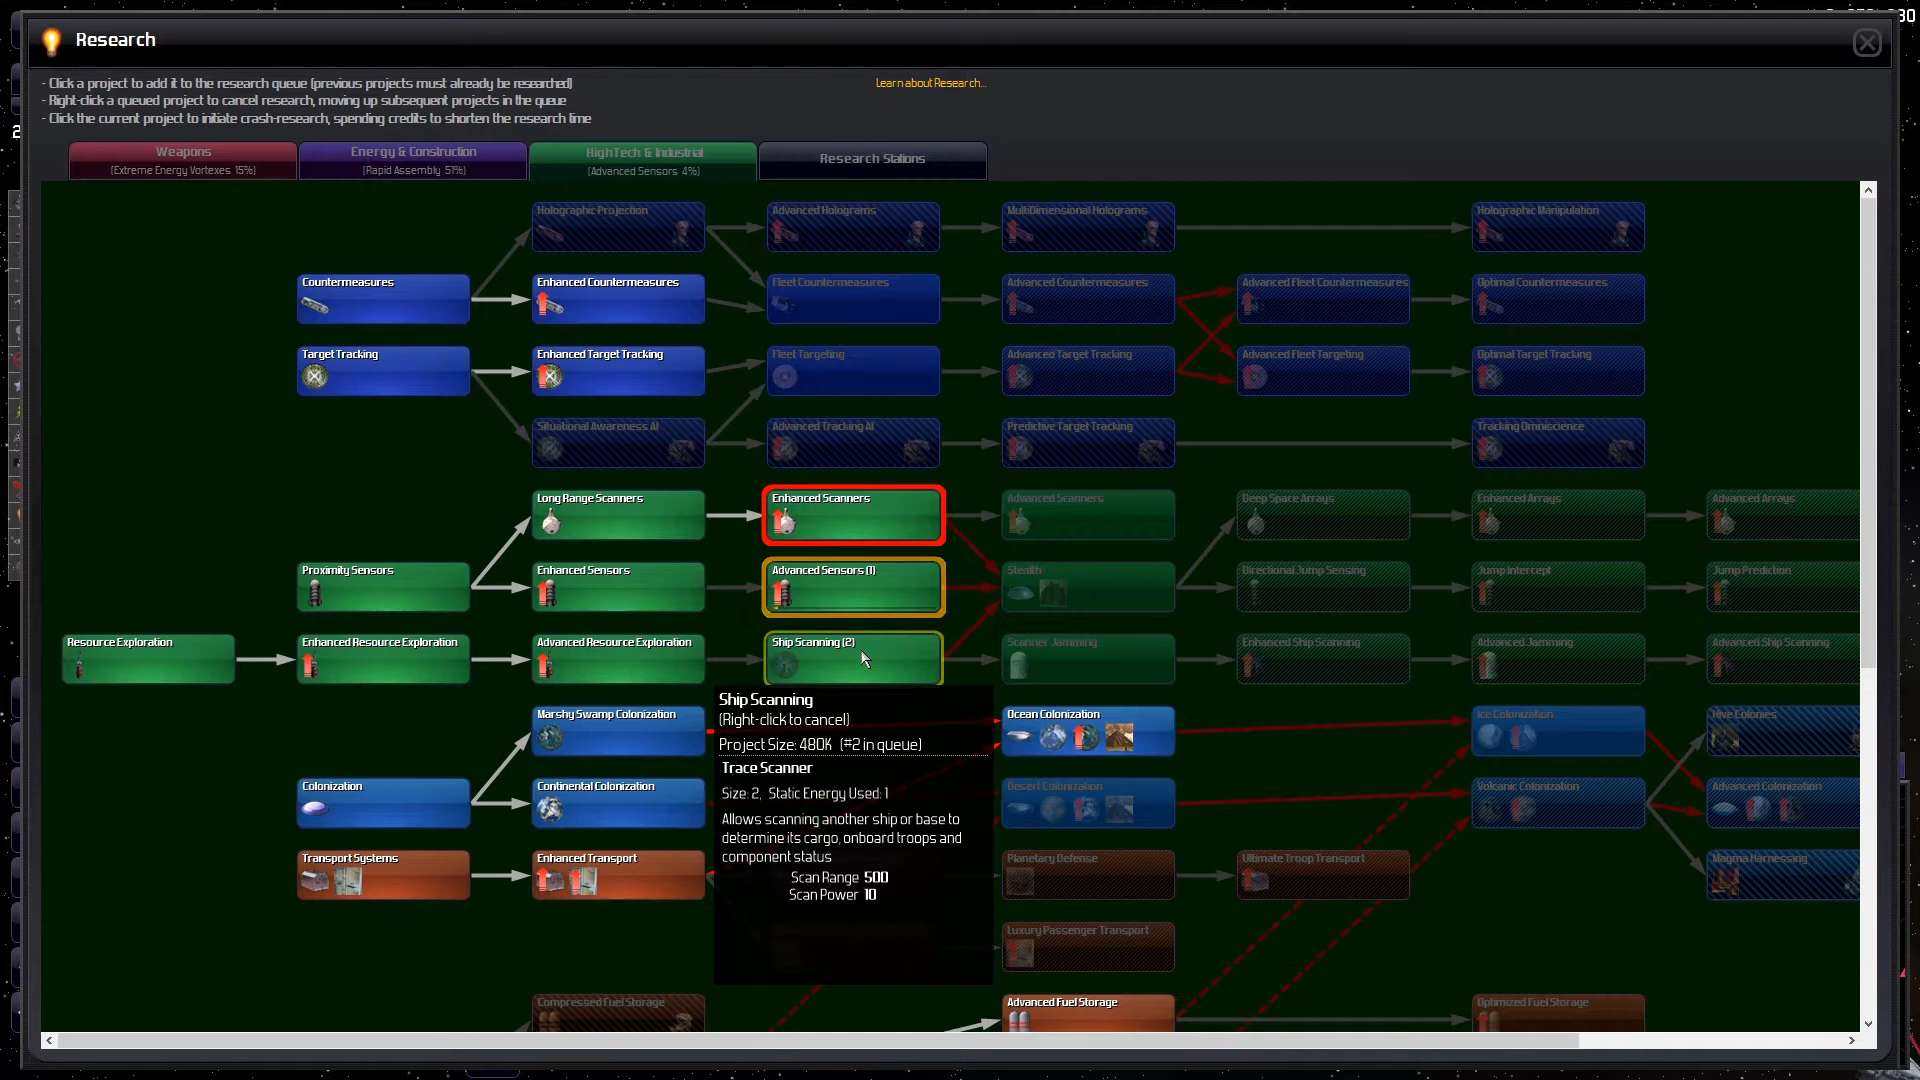 Research
- Click a project to add it to the research queue (previous projects must already be researched)
Learn about Research...
- Right-click a queued project to cancel research, moving up subsequent projects in the queue
- Click the current project to initiate crash-research, spending credits to shorten the research time
Weapons
(Extreme Energy Vortexes 15%)
Energy & Construction
(Rapid Assembly 51%)
HighTech & Industrial
(Advanced Sensors 4%)
Research Stations
Holographic Projection
Advanced Holograms
MultiDimensional Holograms
Holographic Manipulation
Countermeasures
Enhanced Countermeasures
Fleet Countermeasures
Advanced Countermeasures
Advanced Fleet Countermeasures
Optimal Countermeasures
Target Tracking
Enhanced Target Tracking
Fleet Targeting
Advanced Target Tracking
Advanced Fleet Targeting
Optimal Target Tracking
Situational Awareness AI
Advanced Tracking AI
Predictive Target Tracking
Tracking Omniscience
Long Range Scanners
Enhanced Scanners
Advanced Scanners
Deep Space Arrays
Enhanced Arrays
Advanced Arrays
Proximity Sensors
Enhanced Sensors
Advanced Sensors (1)
Stealth
Directional Jump Sensing
Jump Intercept
Jump Prediction
Resource Exploration
Enhanced Resource Exploration
Advanced Resource Exploration
Ship Scanning (2)
Scanner Jamming
Enhanced Ship Scanning
Advanced Jamming
Advanced Ship Scanning
Marshy Swamp Colonization
Ocean Colonization
Ice Colonization
Hive Colonies
Colonization
Continental Colonization
Desert Colonization
Volcanic Colonization
Advanced Colonization
Transport Systems
Enhanced Transport
Planetary Defense
Ultimate Troop Transport
Magma Harnessing
Luxury Passenger Transport
Compressed Fuel Storage
Advanced Fuel Storage
Optimized Fuel Storage
Ship Scanning
(Right-click to cancel)
Project Size: 480K (#2 in queue)
Trace Scanner
Size: 2, Static Energy Used: 1
Allows scanning another ship or base to
determine its cargo, onboard troops and
component status
Scan Range 500
Scan Power 10